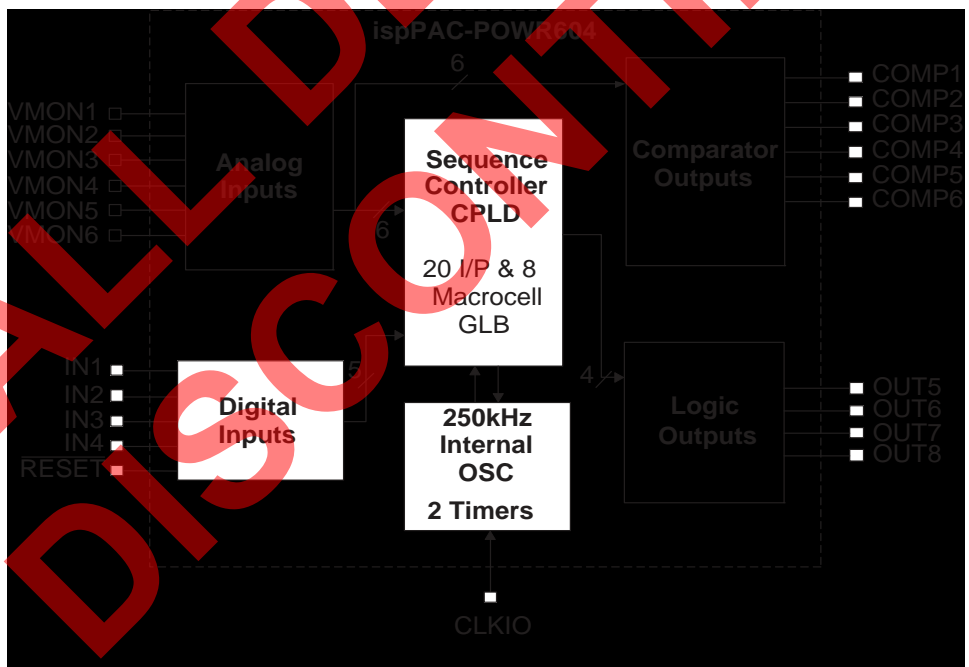 ispPAC-POWR604
6
VMON1
VMON2
VMON3
VMON4
VMON5
VMON6
Analog
Inputs
6
Sequence
Controller
CPLD
20 I/P & 8
Macrocell
GLB
Comparator
Outputs
COMP1
COMP2
COMP3
COMP4
COMP5
COMP6
IN1
IN2
IN3
IN4
RESET
Digital
Inputs
5
250kHz
Internal
OSC
2 Timers
4
Logic
Outputs
OUT5
OUT6
OUT7
OUT8
CLKIO
ALL